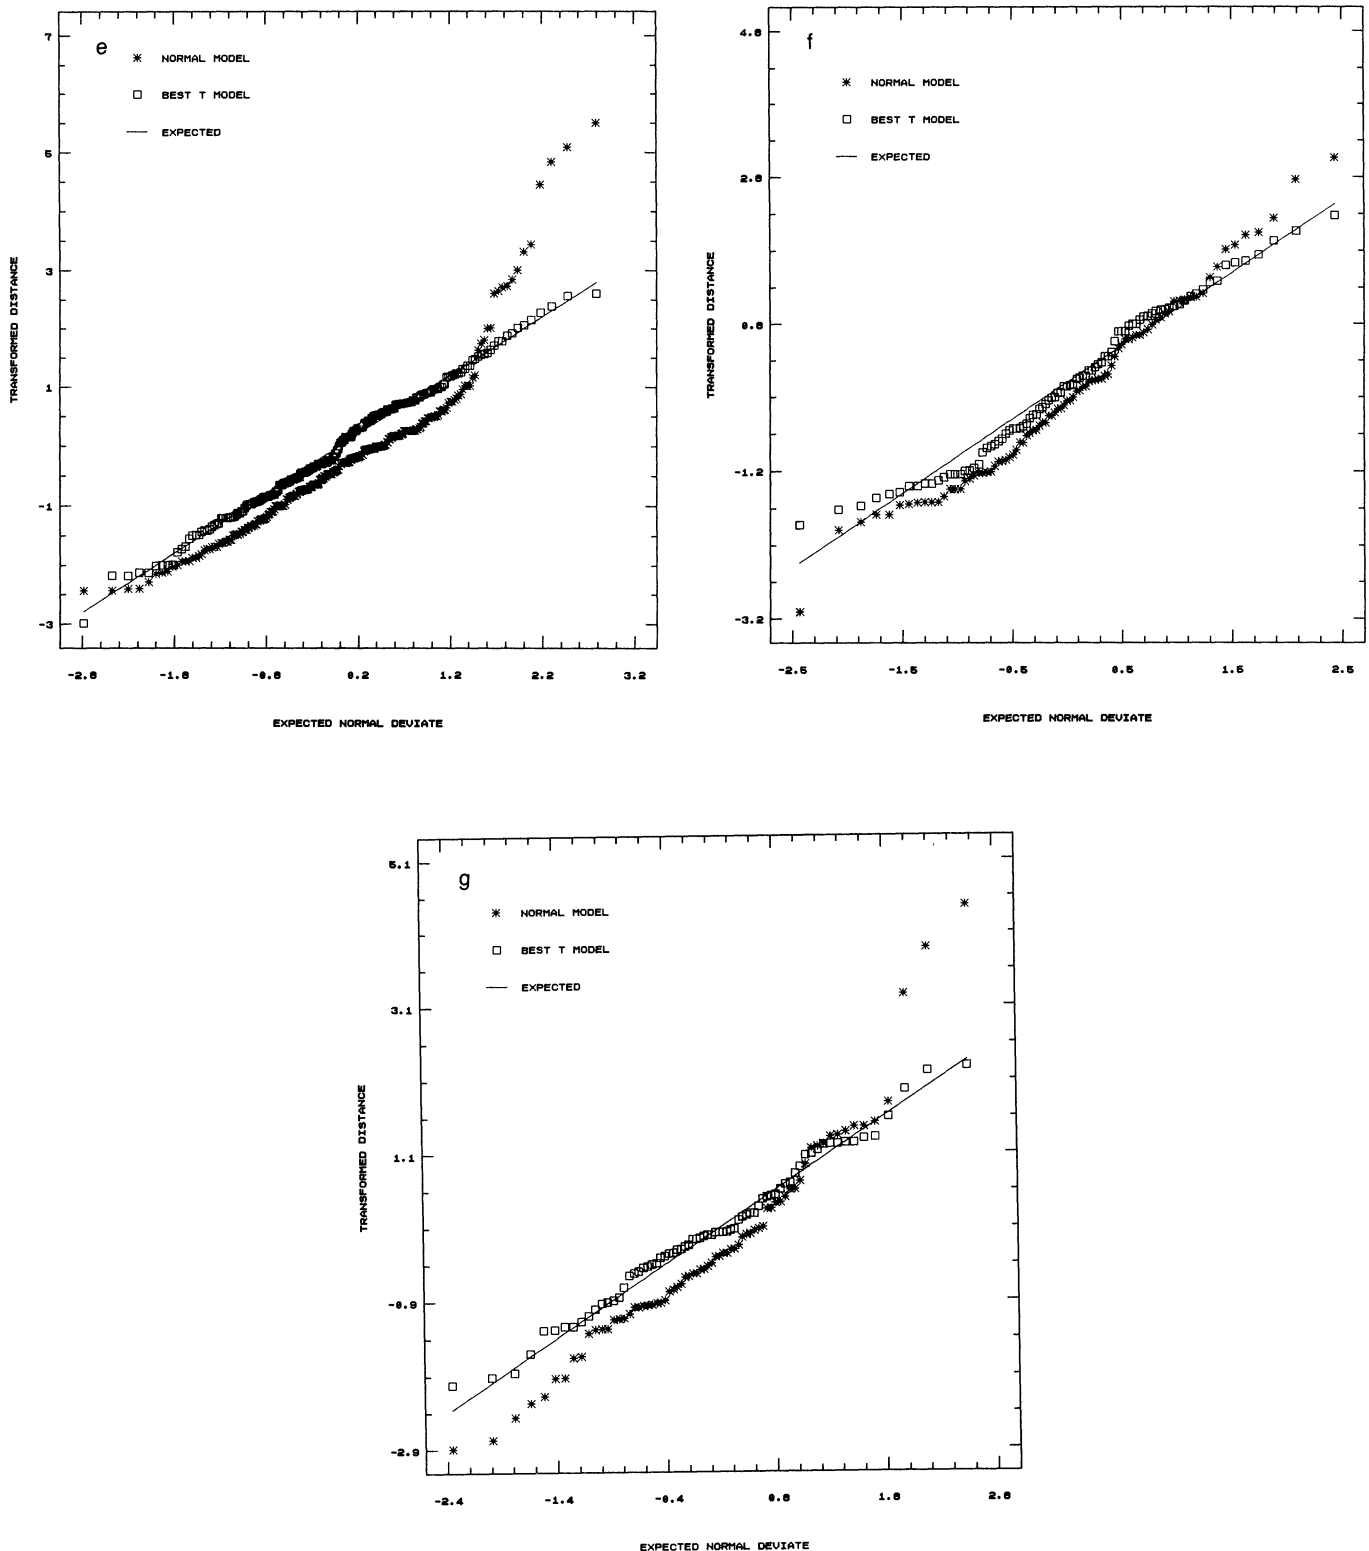 e
* NORMAL MODEL
□ BEST T MODEL
— EXPECTED
7
5
3
1
-1
-3
TRANSFORMED DISTANCE
-2.8 -1.8 -0.8 0.2 1.2 2.2 3.2
EXPECTED NORMAL DEVIATE
f
* NORMAL MODEL
□ BEST T MODEL
— EXPECTED
4.8
2.8
0.8
-1.2
-3.2
TRANSFORMED DISTANCE
-2.5 -1.5 -0.5 0.5 1.5 2.5
EXPECTED NORMAL DEVIATE
g
* NORMAL MODEL
□ BEST T MODEL
— EXPECTED
5.1
3.1
1.1
-0.9
-2.9
TRANSFORMED DISTANCE
-2.4 -1.4 -0.4 0.6 1.6 2.6
EXPECTED NORMAL DEVIATE